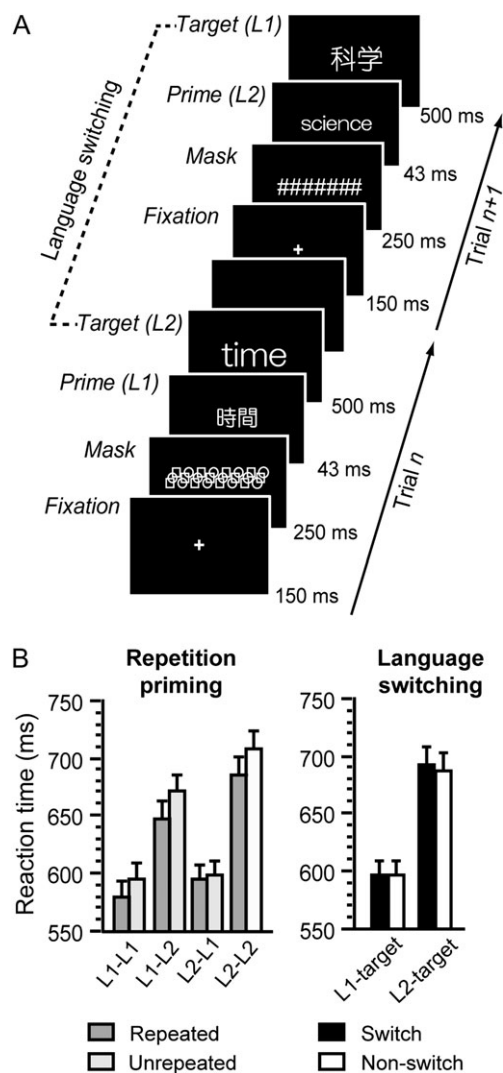 A
Target (L1)
科学
Prime (L2)
science
500 ms
Mask
#######
43 ms
Fixation
+
250 ms
150 ms
Language switching
Trial n+1
Target (L2)
time
Prime (L1)
時間
500 ms
Mask
43 ms
Fixation
+
250 ms
150 ms
Trial n
B
Repetition
priming
Language
switching
Reaction time (ms)
750
700
650
600
550
L1-L1
L1-L2
L2-L1
L2-L2
750
700
650
600
550
L1-target
L2-target
Repeated
Unrepeated
Switch
Non-switch